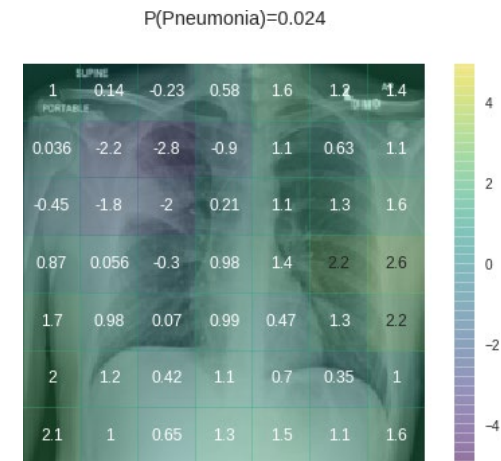 P(Pneumonia)=0.024
SUPINE
PORTABLE
1 0.14 -0.23 0.58 1.6 1.2 1.4
0.036 -2.2 -2.8 -0.9 1.1 0.63 1.1
-0.45 -1.8 -2 0.21 1.1 1.3 1.6
0.87 0.056 -0.3 0.98 1.4 2.2 2.6
1.7 0.98 0.07 0.99 0.47 1.3 2.2
2 1.2 0.42 1.1 0.7 0.35 1
2.1 1 0.65 1.3 1.5 1.1 1.6
4
2
0
−2
−4